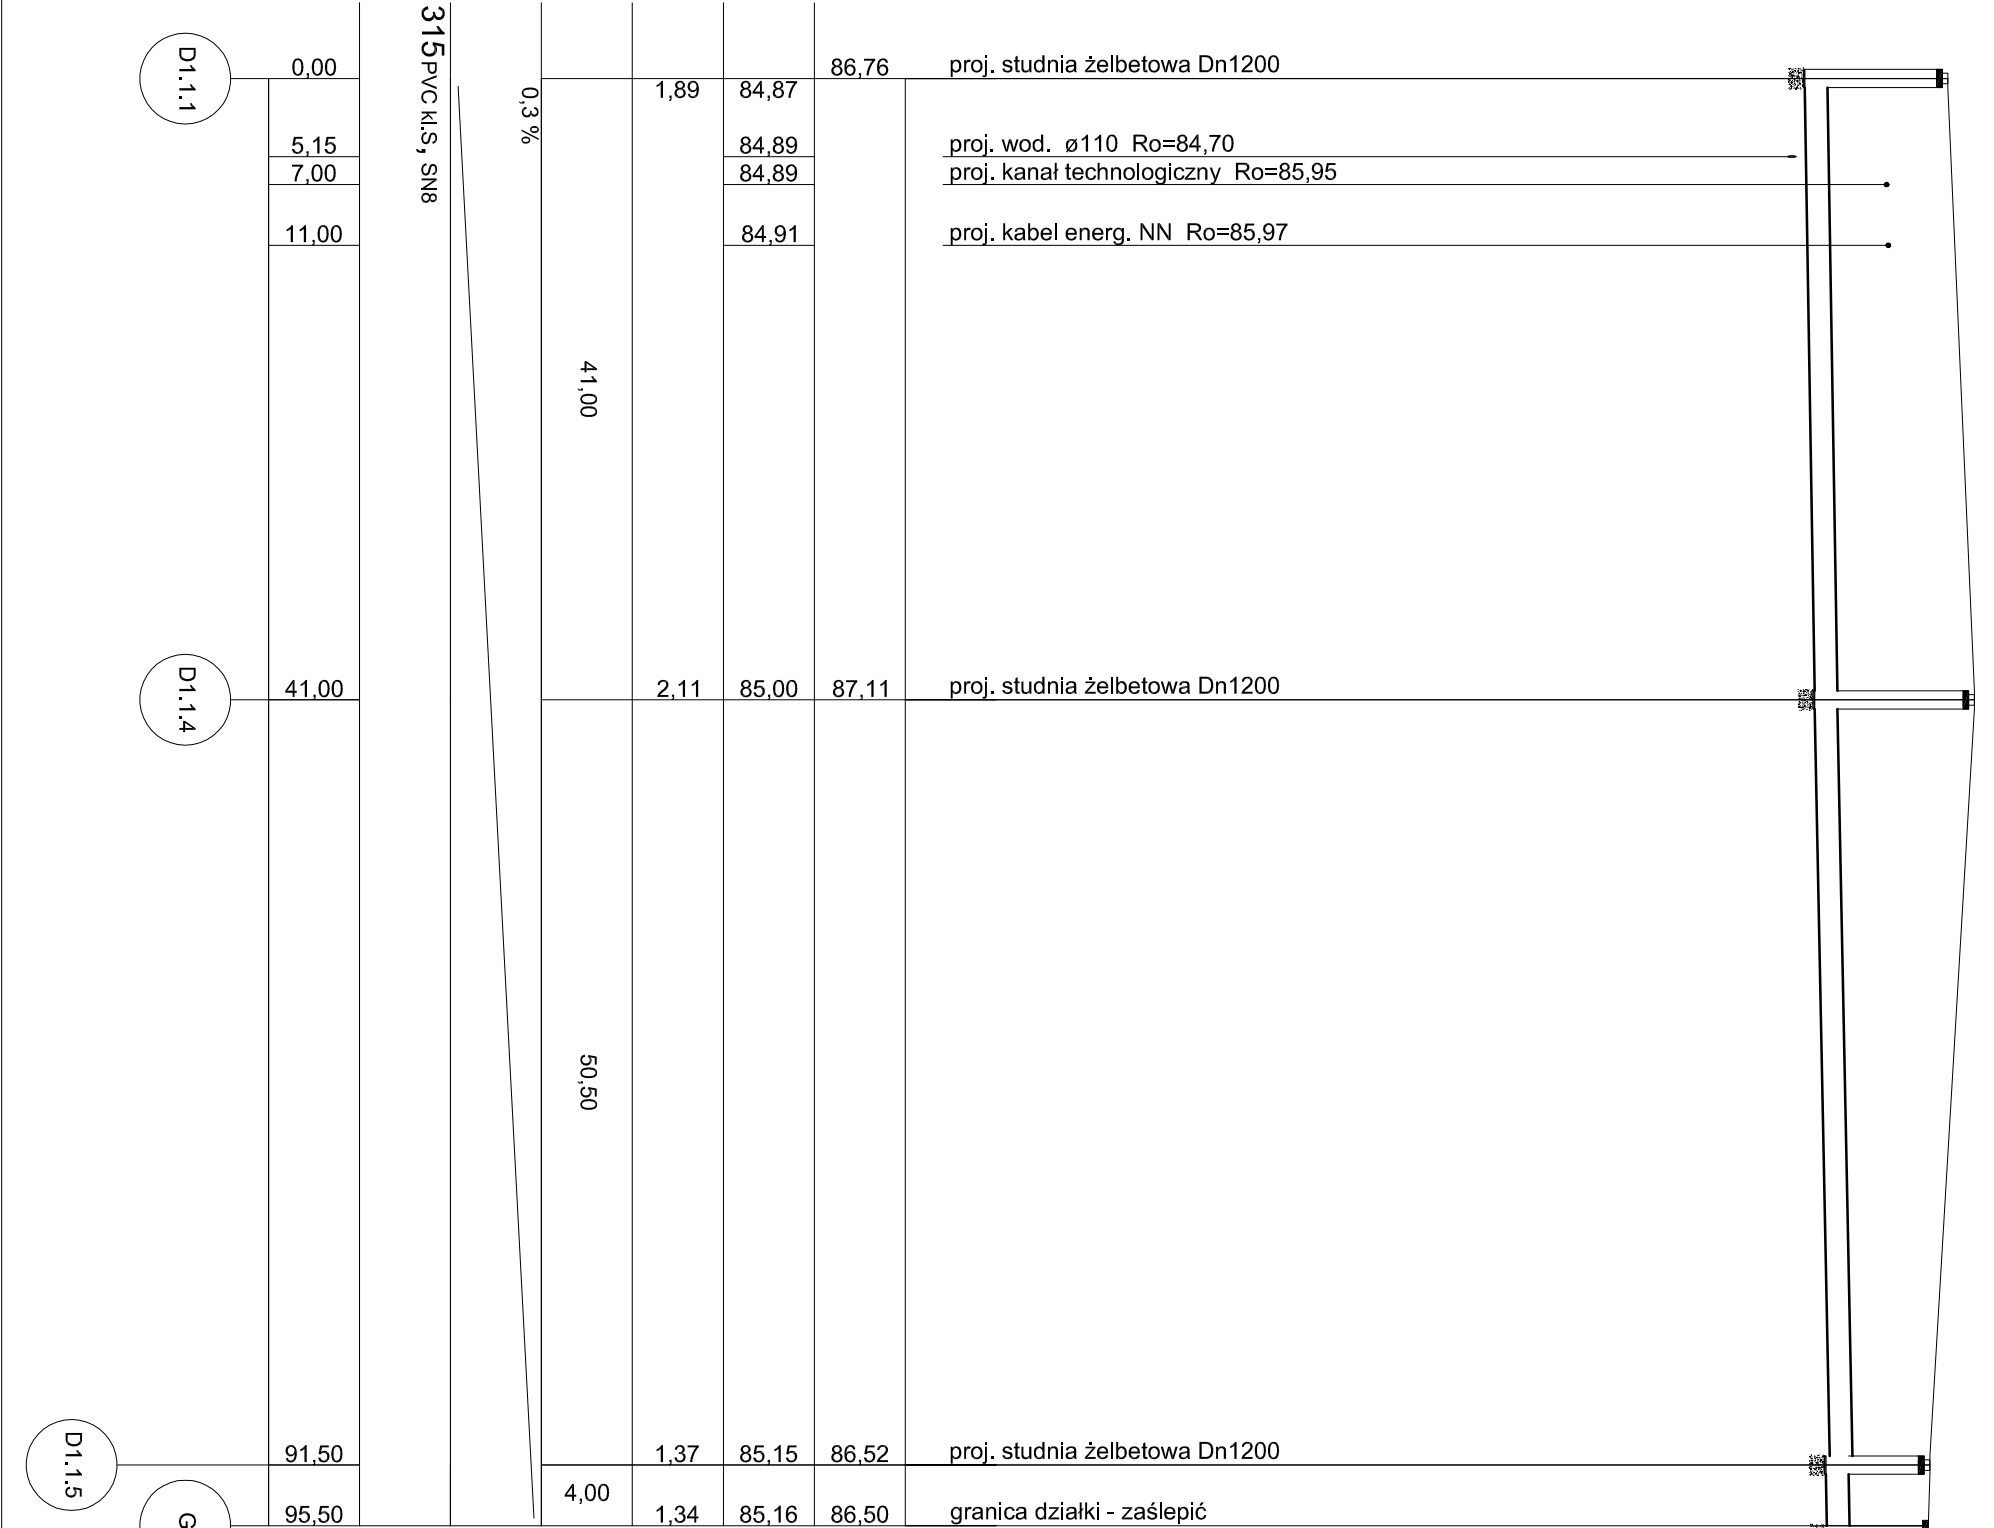 D1.1.1
0,00
315 PVC kl.S, SN8
0,3 %
1,89
84,87
86,76
proj. studnia żelbetowa Dn1200
5,15
84,89
proj. wod. ø110 Ro=84,70
7,00
84,89
proj. kanał technologiczny Ro=85,95
11,00
84,91
proj. kabel energ. NN Ro=85,97
41,00
D1.1.4
41,00
2,11
85,00
87,11
proj. studnia żelbetowa Dn1200
50,50
D1.1.5
91,50
1,37
85,15
86,52
proj. studnia żelbetowa Dn1200
4,00
G
95,50
1,34
85,16
86,50
granica działki - zaślepić